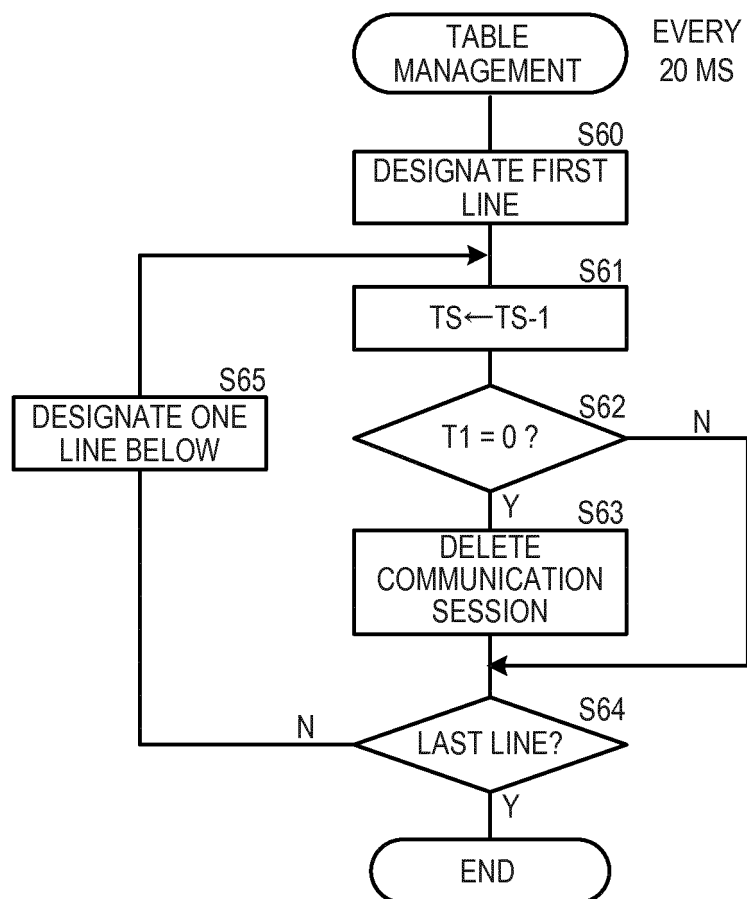 TABLE
MANAGEMENT
EVERY
20 MS
S60
DESIGNATE FIRST
LINE
S61
TS←TS-1
S65
DESIGNATE ONE
LINE BELOW
S62
T1 = 0 ?
N
Y
S63
DELETE
COMMUNICATION
SESSION
S64
LAST LINE?
N
Y
END